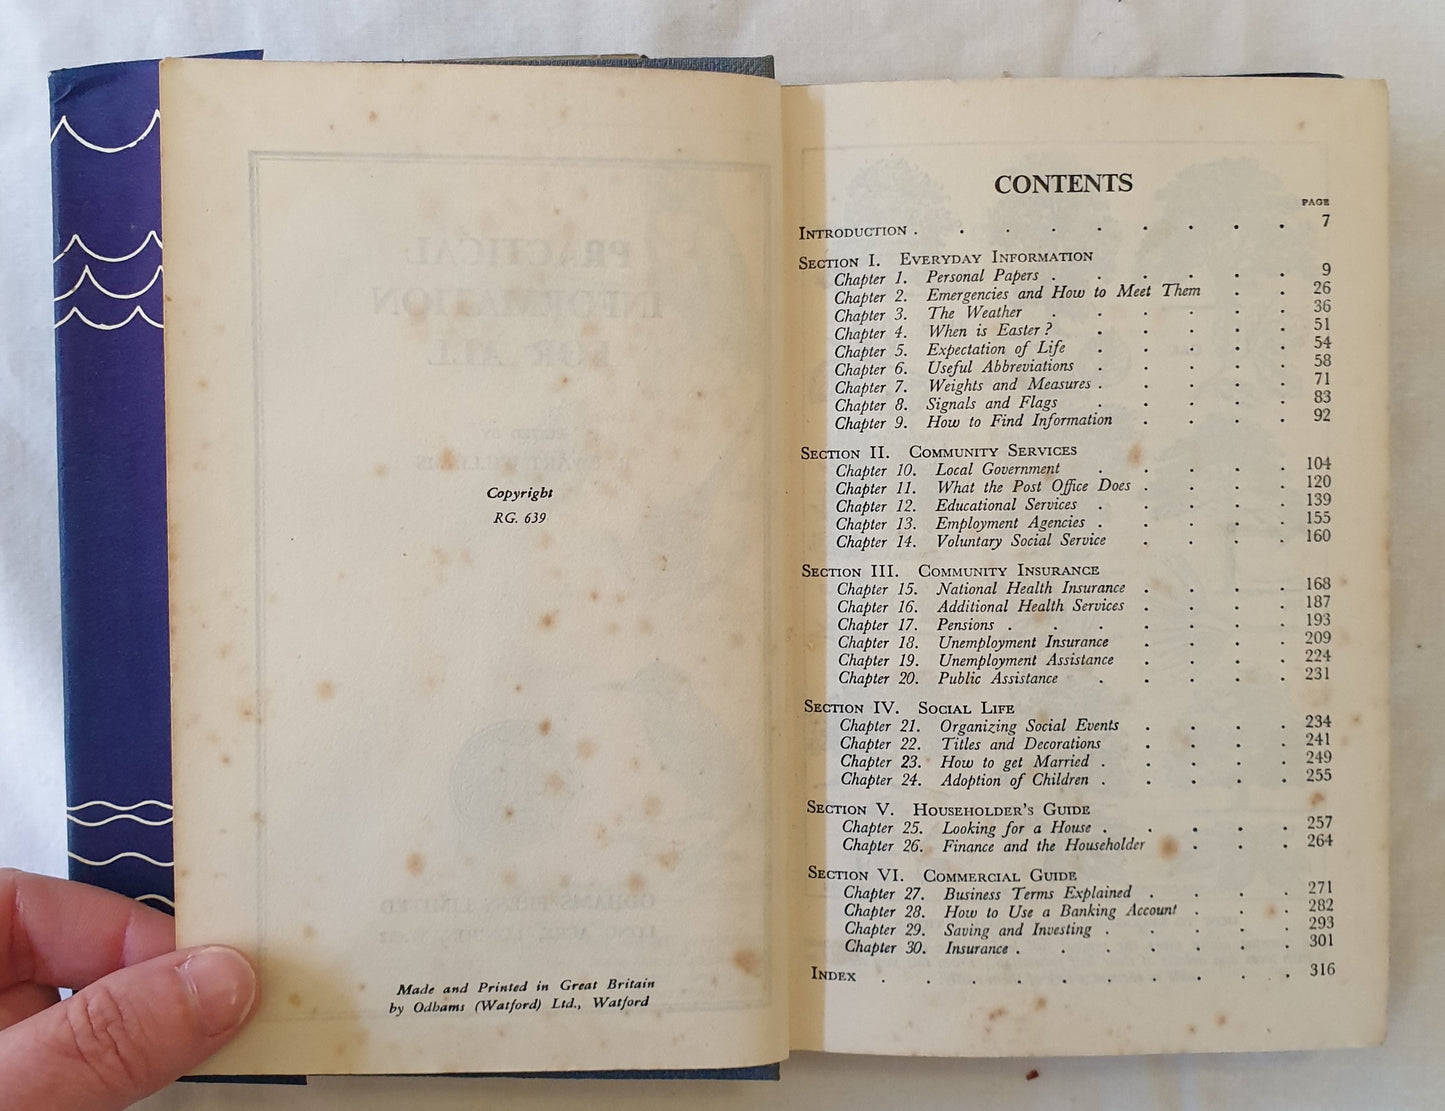 Copyright
RG. 639
Made and Printed in Great Britain
by Odhams (Watford) Ltd., Watford
CONTENTS
PAGE
INTRODUCTION . . . . . . . . . 7
SECTION I. EVERYDAY INFORMATION
Chapter 1. Personal Papers . . . . . . 9
Chapter 2. Emergencies and How to Meet Them . . 26
Chapter 3. The Weather . . . . . . 36
Chapter 4. When is Easter? . . . . . 51
Chapter 5. Expectation of Life . . . . . 54
Chapter 6. Useful Abbreviations . . . . . 58
Chapter 7. Weights and Measures . . . . . 71
Chapter 8. Signals and Flags . . . . . 83
Chapter 9. How to Find Information . . . . 92
SECTION II. COMMUNITY SERVICES
Chapter 10. Local Government . . . . . 104
Chapter 11. What the Post Office Does . . . . 120
Chapter 12. Educational Services . . . . . 139
Chapter 13. Employment Agencies . . . . . 155
Chapter 14. Voluntary Social Service . . . . 160
SECTION III. COMMUNITY INSURANCE
Chapter 15. National Health Insurance . . . . 168
Chapter 16. Additional Health Services . . . . 187
Chapter 17. Pensions . . . . . . . 193
Chapter 18. Unemployment Insurance . . . . 209
Chapter 19. Unemployment Assistance . . . . 224
Chapter 20. Public Assistance . . . . . 231
SECTION IV. SOCIAL LIFE
Chapter 21. Organizing Social Events . . . . 234
Chapter 22. Titles and Decorations . . . . 241
Chapter 23. How to get Married . . . . . 249
Chapter 24. Adoption of Children . . . . . 255
SECTION V. HOUSEHOLDER'S GUIDE
Chapter 25. Looking for a House . . . . . 257
Chapter 26. Finance and the Householder . . . 264
SECTION VI. COMMERCIAL GUIDE
Chapter 27. Business Terms Explained . . . . 271
Chapter 28. How to Use a Banking Account . . . 282
Chapter 29. Saving and Investing . . . . . 293
Chapter 30. Insurance . . . . . . . 301
INDEX . . . . . . . . . . 316